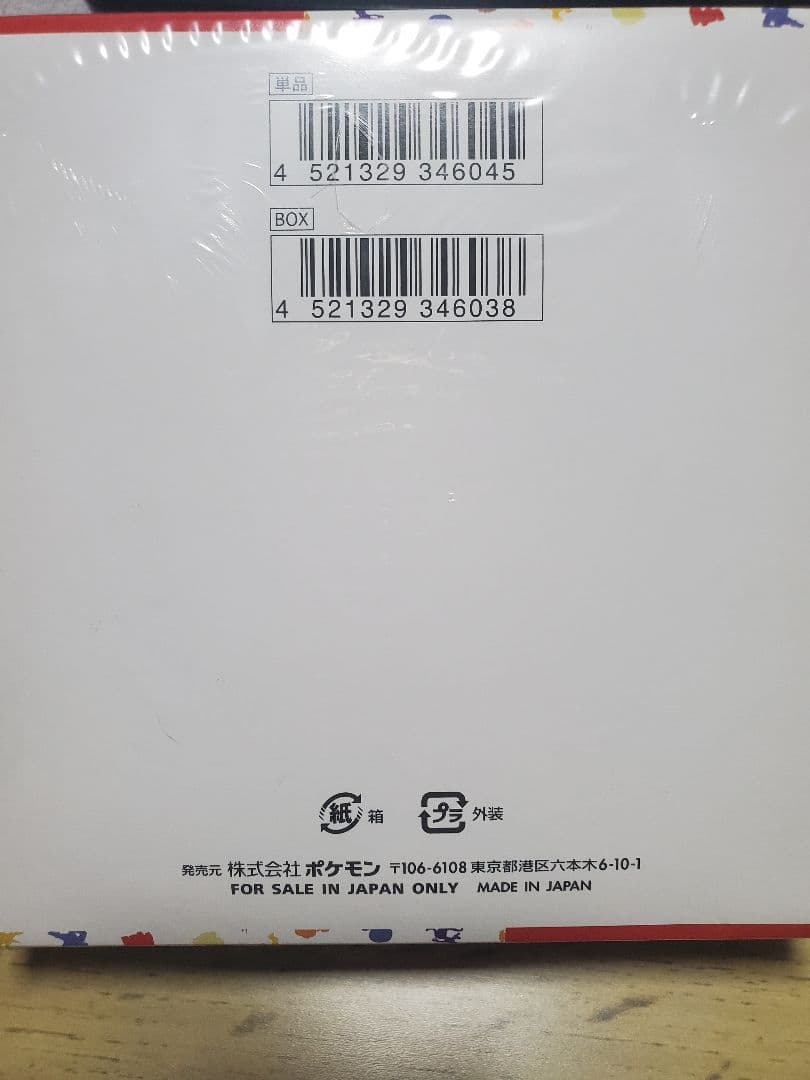 単品
4 521329 346045
BOX
4 521329 346038
紙 箱 プラ 外装
発売元 株式会社 ポケモン 〒106-6108 東京都港区六本木6-10-1
FOR SALE IN JAPAN ONLY MADE IN JAPAN